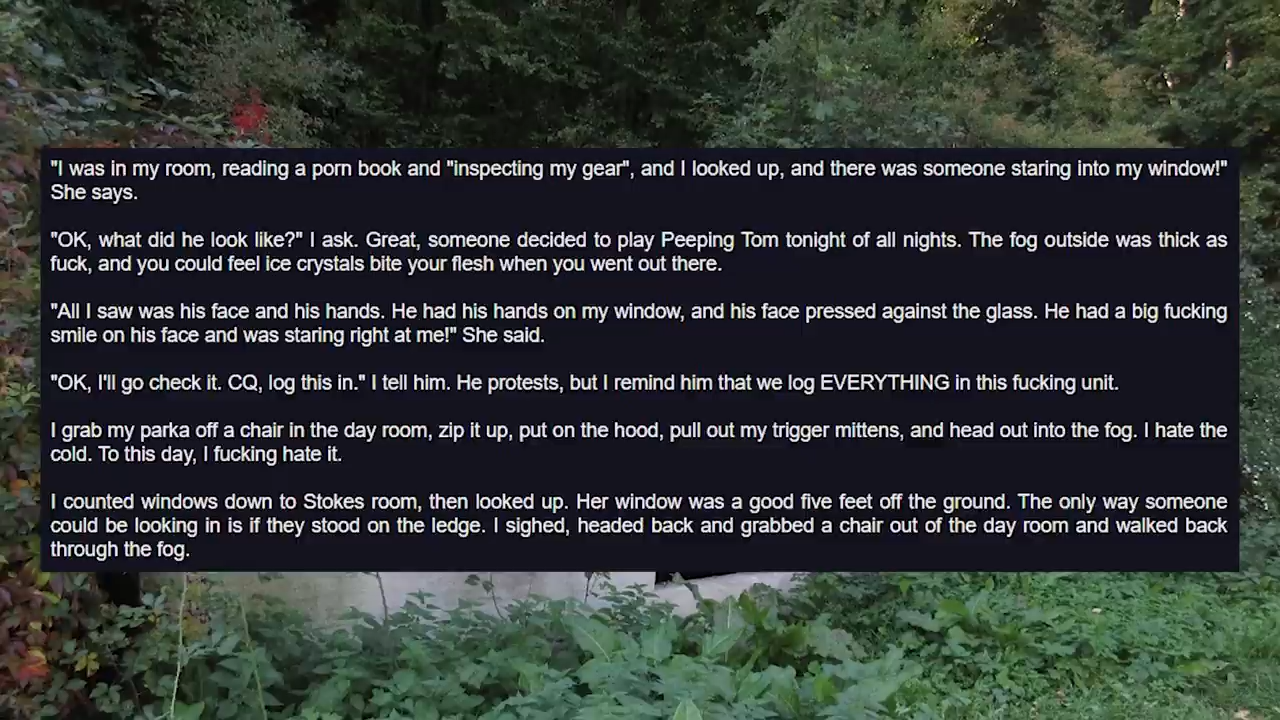 "I was in my room, reading a porn book and "inspecting my gear", and I looked up, and there was someone staring into my window!"
She says.
"OK, what did he look like?" I ask. Great, someone decided to play Peeping Tom tonight of all nights. The fog outside was thick as
fuck, and you could feel ice crystals bite your flesh when you went out there.
"All I saw was his face and his hands. He had his hands on my window, and his face pressed against the glass. He had a big fucking
smile on his face and was staring right at me!" She said.
"OK, I'll go check it. CQ, log this in." I tell him. He protests, but I remind him that we log EVERYTHING in this fucking unit.
I grab my parka off a chair in the day room, zip it up, put on the hood, pull out my trigger mittens, and head out into the fog. I hate the
cold. To this day, I fucking hate it.
I counted windows down to Stokes room, then looked up. Her window was a good five feet off the ground. The only way someone
could be looking in is if they stood on the ledge. I sighed, headed back and grabbed a chair out of the day room and walked back
through the fog.